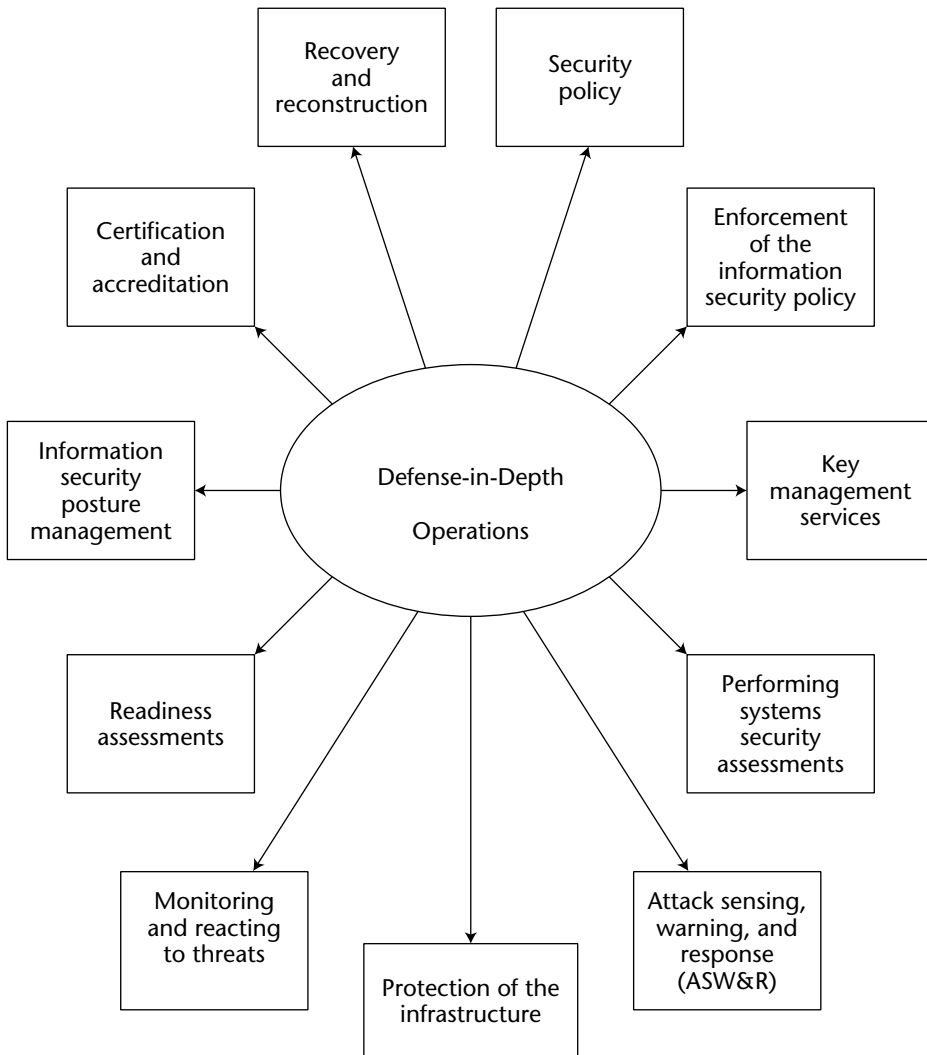 Recovery
and
reconstruction
Security
policy
Certification
and
accreditation
Enforcement
of the
information
security policy
Information
security
posture
management
Defense-in-Depth
Operations
Key
management
services
Readiness
assessments
Performing
systems
security
assessments
Monitoring
and reacting
to threats
Protection of the
infrastructure
Attack sensing,
warning, and
response
(ASW&R)